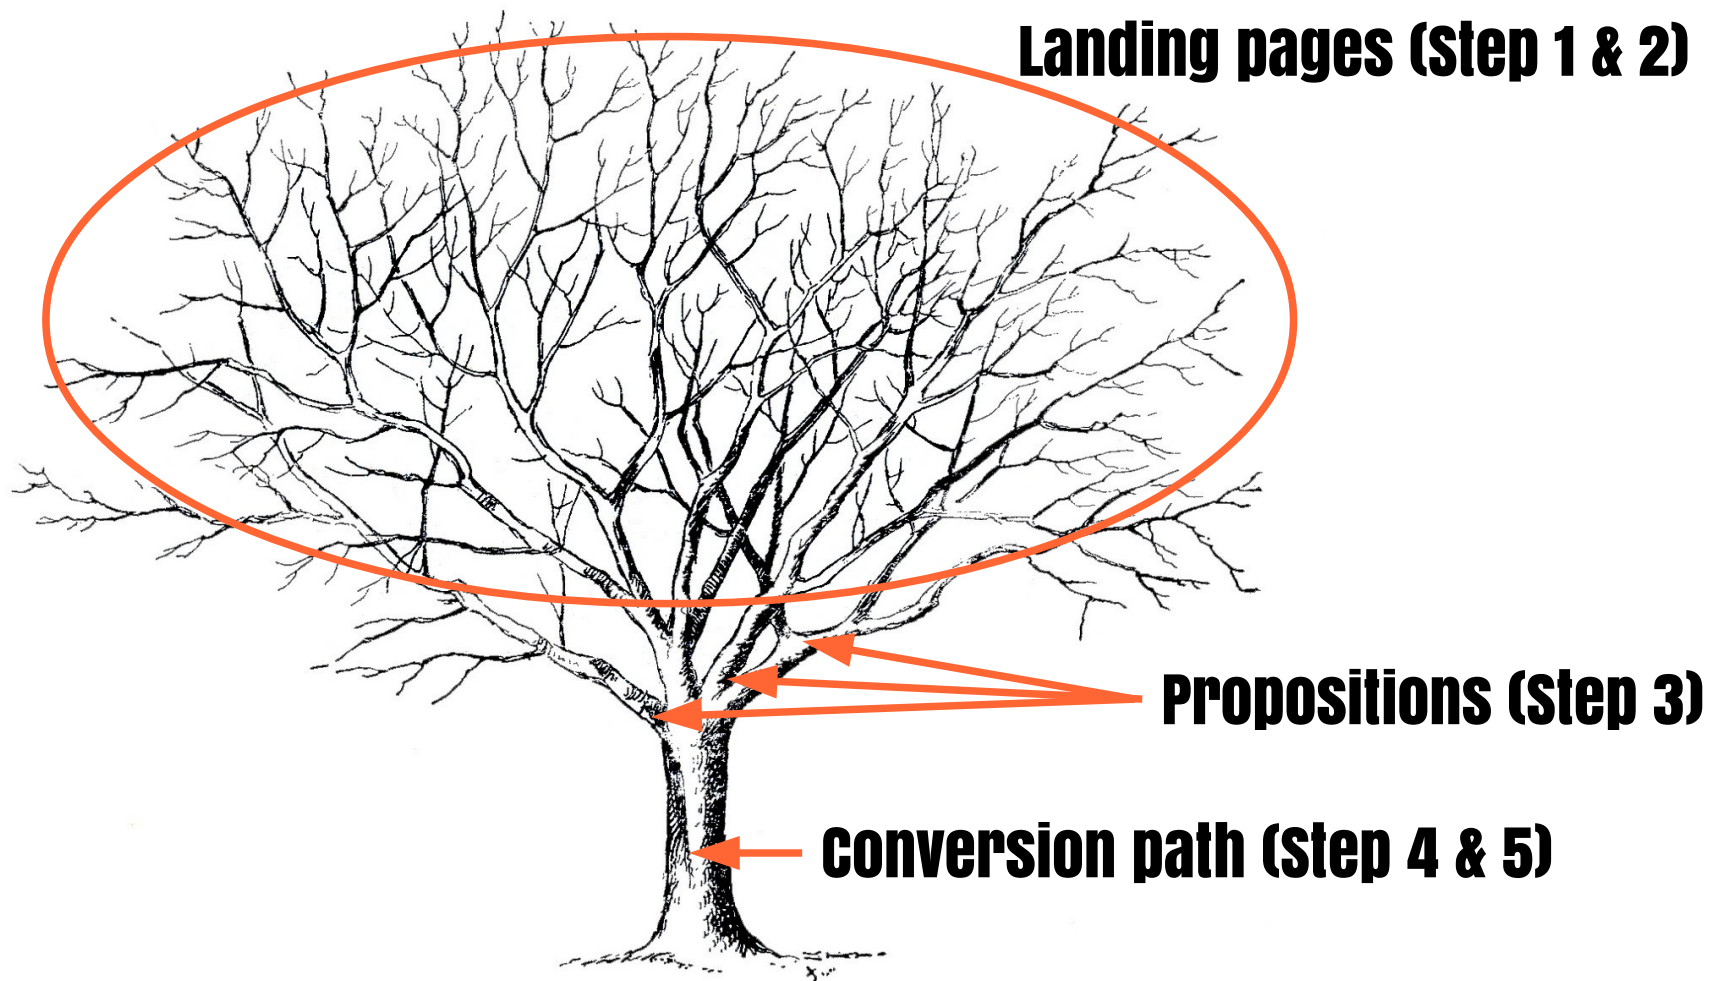 Landing pages (Step 1 & 2)
Propositions (Step 3)
Conversion path (Step 4 & 5)